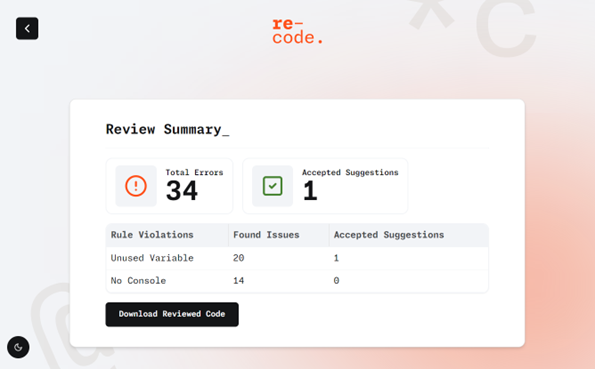 re-
code.
*c
Review Summary_
Total Errors
34
Accepted Suggestions
1
Rule Violations Found Issues Accepted Suggestions
Unused Variable 20 1
No Console 14 0
Download Reviewed Code
@